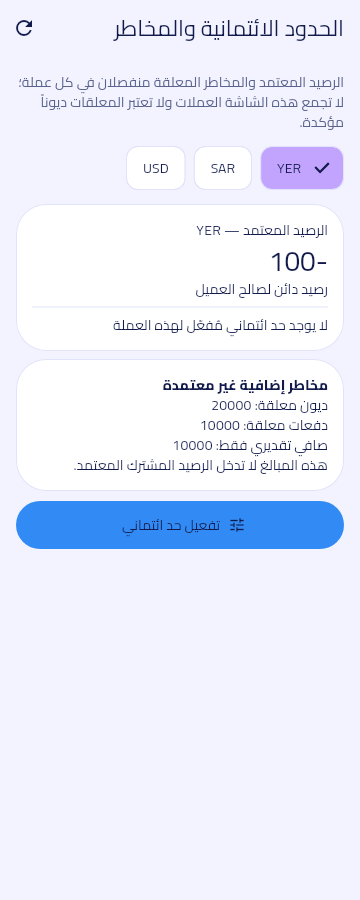 الحدود الائتمانية والمخاطر
الرصيد المعتمد والمخاطر المعلقة منفصلان في كل عملة؛
لا تجمع هذه الشاشة العملات ولا تعتبر المعلقات ديوناً
مؤكدة.
YER
SAR
USD
الرصيد المعتمد — YER
-100
رصيد دائن لصالح العميل
لا يوجد حد ائتماني مُفعّل لهذه العملة
مخاطر إضافية غير معتمدة
ديون معلقة: 20000
دفعات معلقة: 10000
صافي تقديري فقط: 10000
هذه المبالغ لا تدخل الرصيد المشترك المعتمد.
تفعيل حد ائتماني